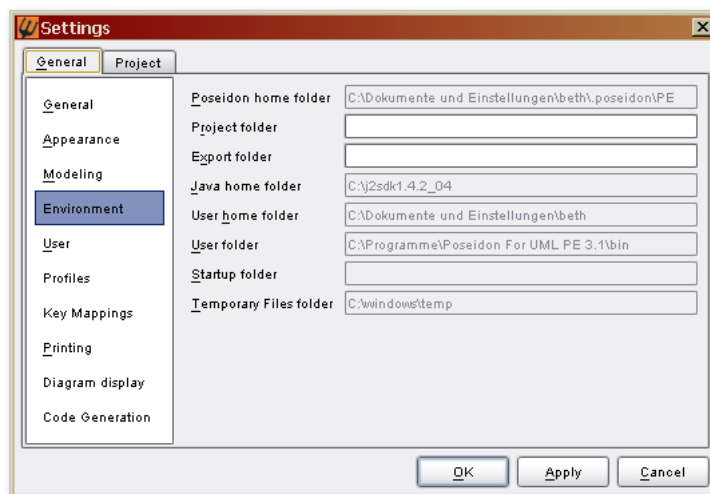 Settings
General Project
General
Appearance
Modeling
Environment
User
Profiles
Key Mappings
Printing
Diagram display
Code Generation
Poseidon home folder C:\Dokumente und Einstellungen\beth\.poseidon\PE
Project folder
Export folder
Java home folder C:\j2sdk1.4.2_04
User home folder C:\Dokumente und Einstellungen\beth
User folder C:\Programme\Poseidon For UML PE 3.1\bin
Startup folder
Temporary Files folder C:\windows\temp
OK Apply Cancel